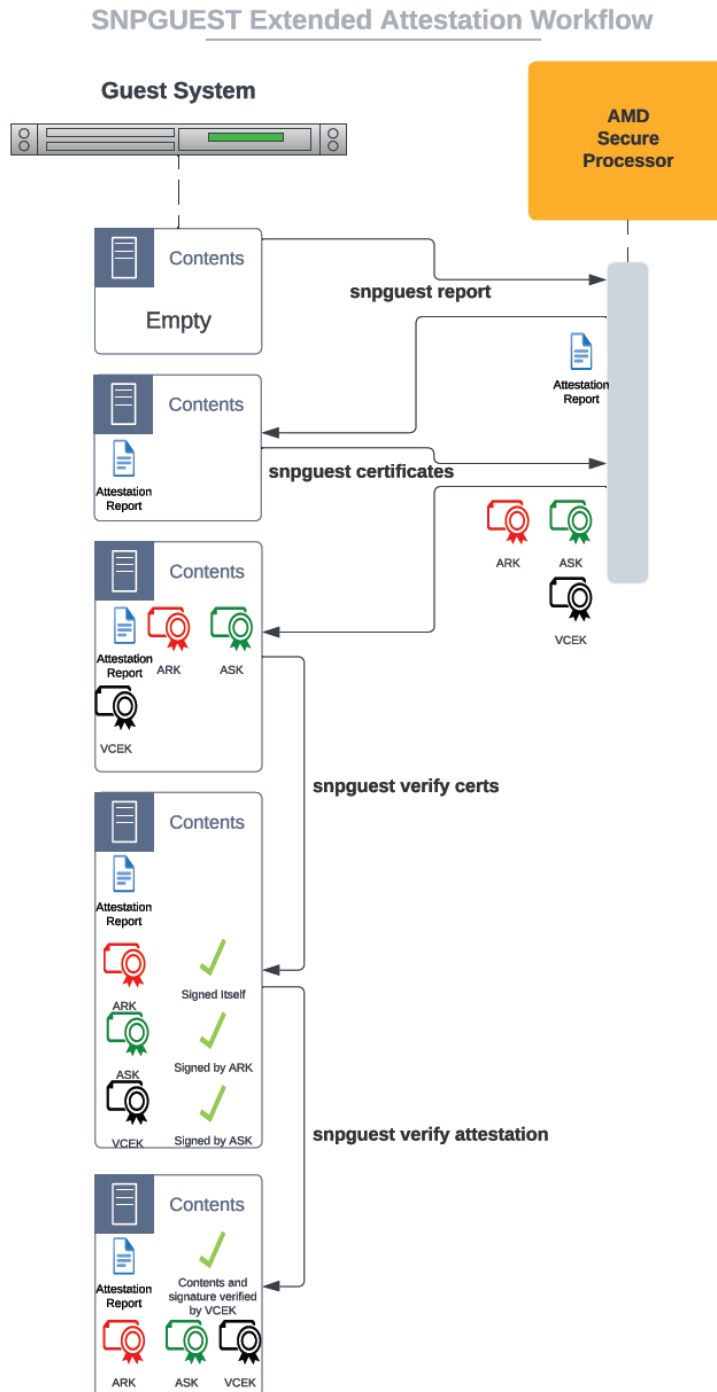 SNPGUEST Extended Attestation Workflow
Guest System
AMD
Secure
Processor
Contents
Empty
snpguest report
Attestation
Report
Contents
Attestation
Report
snpguest certificates
ARK
ASK
VCEK
Contents
Attestation
Report
ARK
ASK
VCEK
snpguest verify certs
Contents
Attestation
Report
ARK
Signed Itself
ASK
Signed by ARK
VCEK
Signed by ASK
snpguest verify attestation
Contents
Attestation
Report
Contents and
signature verified
by VCEK
ARK
ASK
VCEK